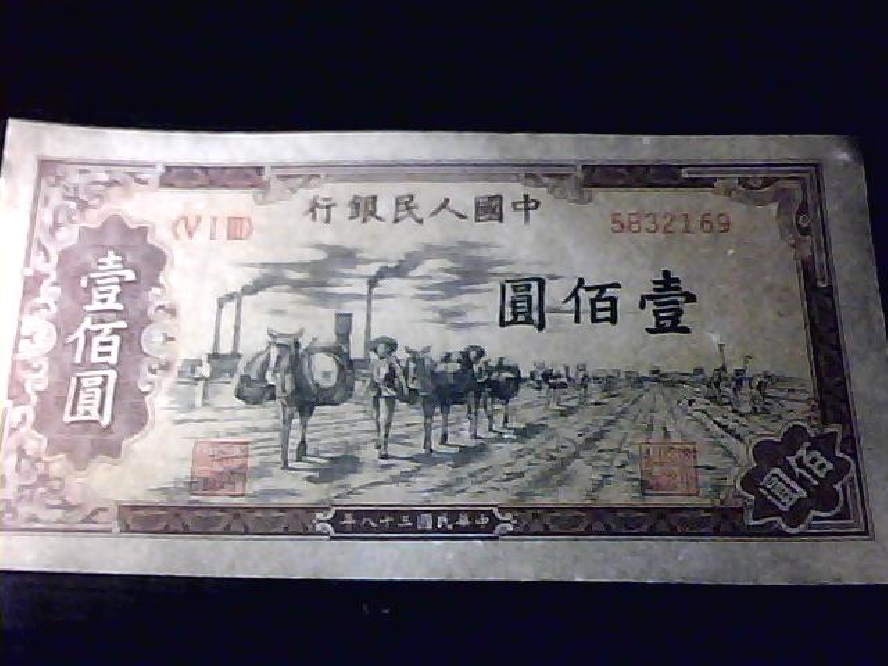 中國人民銀行
〈V I Ⅲ〉
5832169
壹佰圓
壹佰圓
佰圓
中華民國三十八年